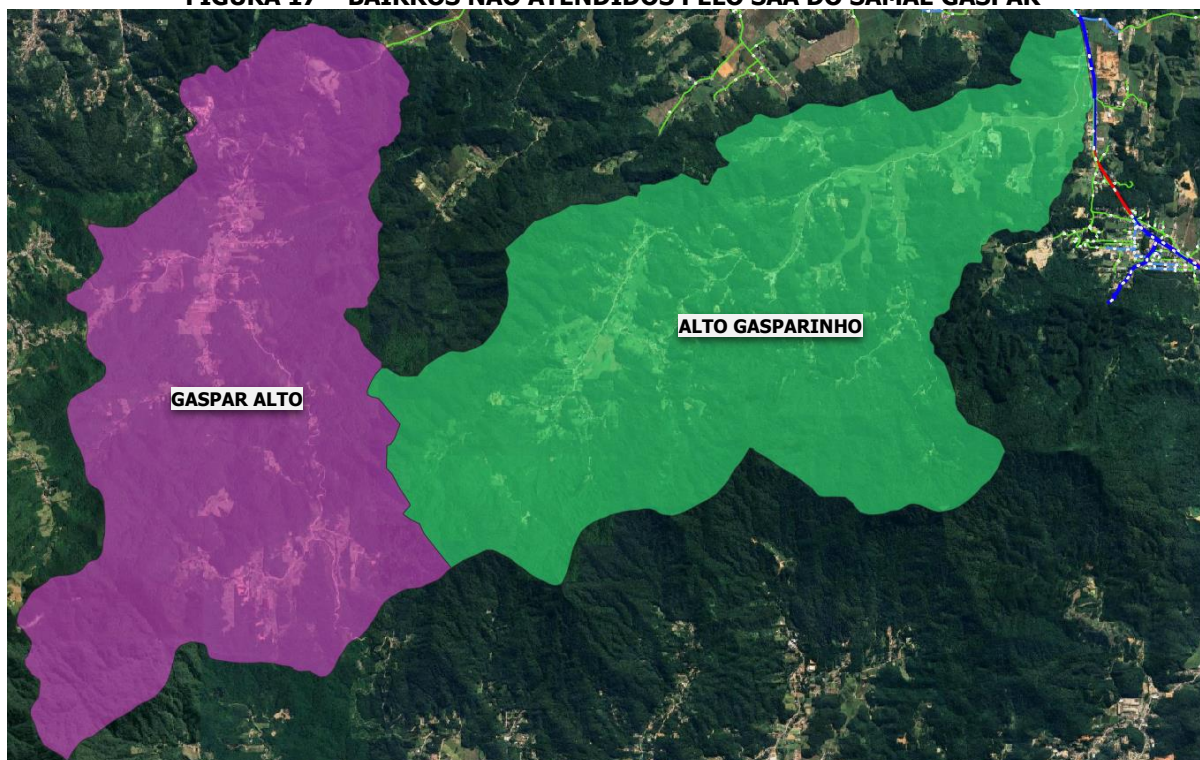 FIGURA 17 – BAIRROS NÃO ATENDIDOS PELO SAA DO SAMAE GASPAR
ALTO GASPARINHO
GASPAR ALTO